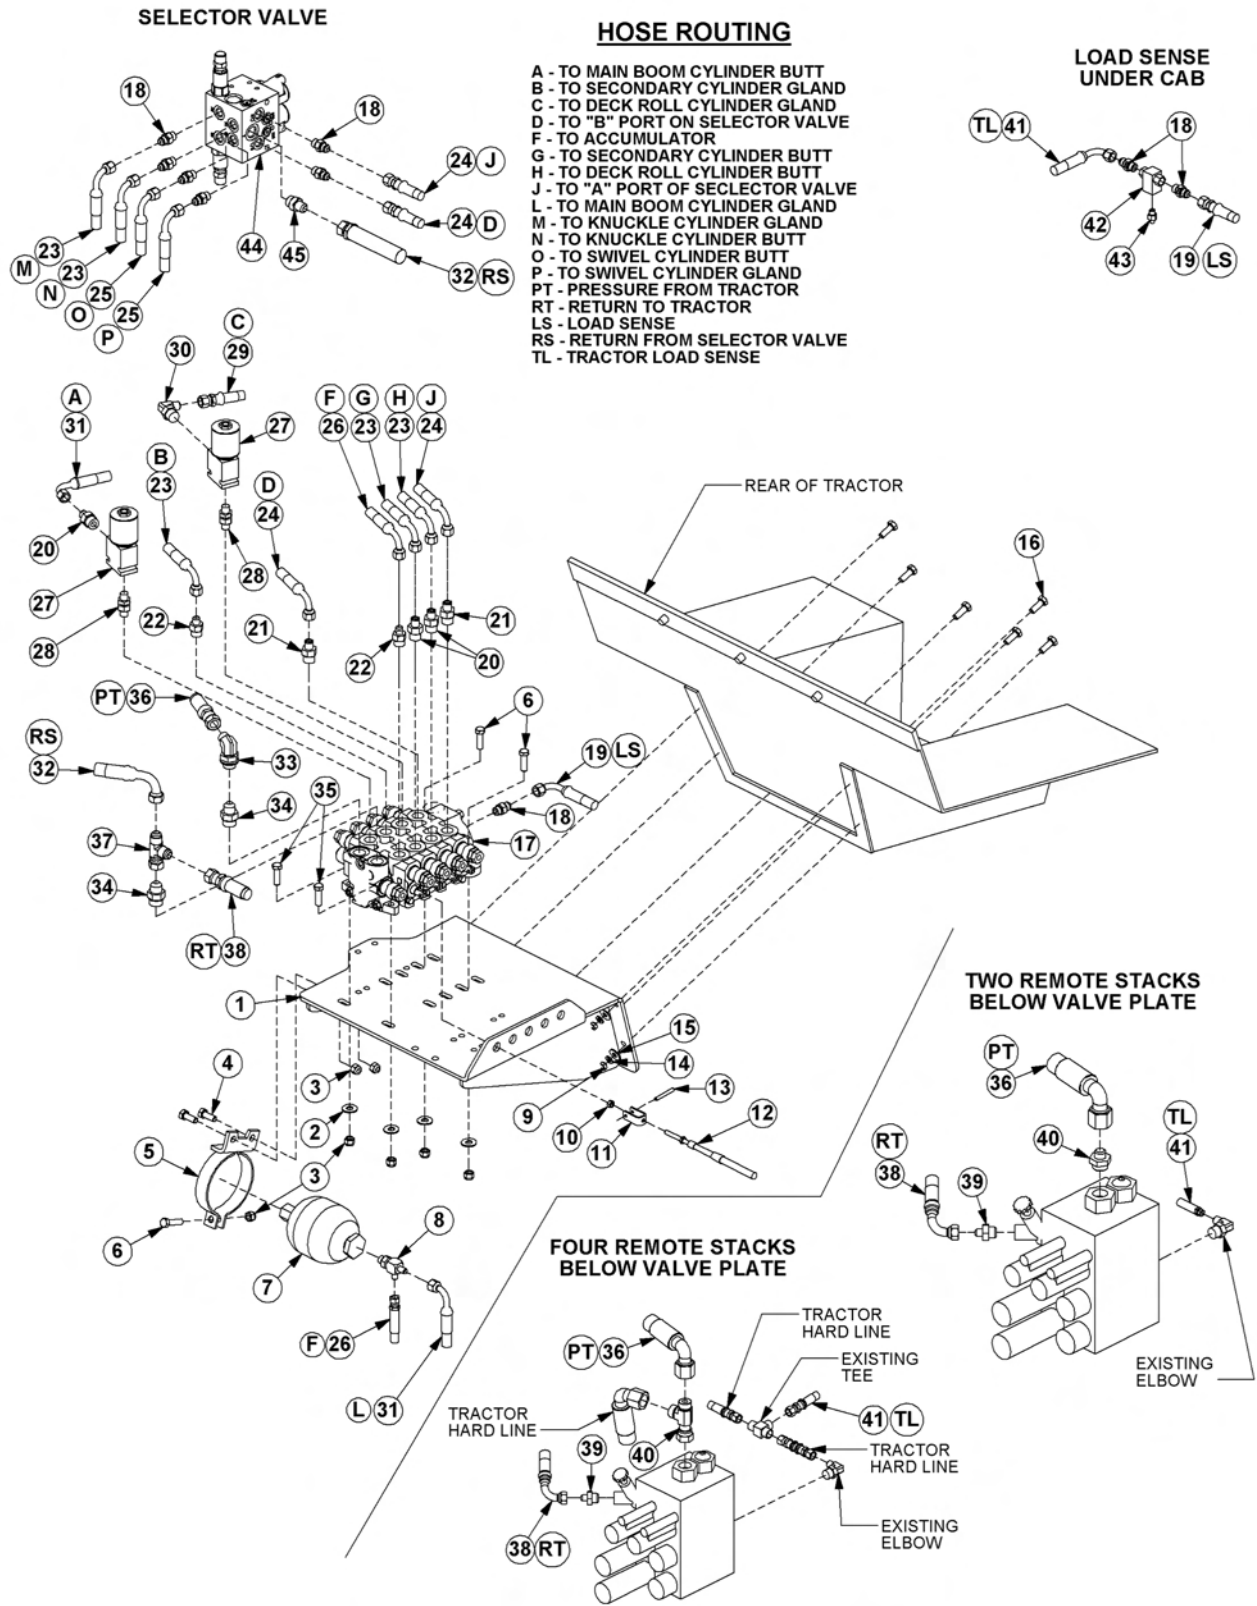 SELECTOR VALVE
HOSE ROUTING
A - TO MAIN BOOM CYLINDER BUTT
B - TO SECONDARY CYLINDER GLAND
C - TO DECK ROLL CYLINDER GLAND
D - TO "B" PORT ON SELECTOR VALVE
F - TO ACCUMULATOR
G - TO SECONDARY CYLINDER BUTT
H - TO DECK ROLL CYLINDER BUTT
J - TO "A" PORT OF SECLECTOR VALVE
L - TO MAIN BOOM CYLINDER GLAND
M - TO KNUCKLE CYLINDER GLAND
N - TO KNUCKLE CYLINDER BUTT
O - TO SWIVEL CYLINDER BUTT
P - TO SWIVEL CYLINDER GLAND
PT - PRESSURE FROM TRACTOR
RT - RETURN TO TRACTOR
LS - LOAD SENSE
RS - RETURN FROM SELECTOR VALVE
TL - TRACTOR LOAD SENSE
LOAD SENSE
UNDER CAB
18
18
24 J
24 D
32 RS
45
44
M 23
N 23
O 25
P 25
TL 41
18
42
43
19 LS
C
29
30
27
28
A
31
20
27
28
B
23
22
D
24
21
F G H J
26 23 23 24
22
20
21
REAR OF TRACTOR
16
PT 36
33
34
RS
32
37
34
RT 38
35
6
19 LS
18
17
1
15
14
9
10
11
12
13
4
5
6
3
2
3
7
8
F 26
L 31
TWO REMOTE STACKS
BELOW VALVE PLATE
PT
36
40
TL
41
RT
38
39
EXISTING
ELBOW
FOUR REMOTE STACKS
BELOW VALVE PLATE
PT 36
TRACTOR
HARD LINE
EXISTING
TEE
41 TL
TRACTOR
HARD LINE
40
39
TRACTOR
HARD LINE
EXISTING
ELBOW
38 RT